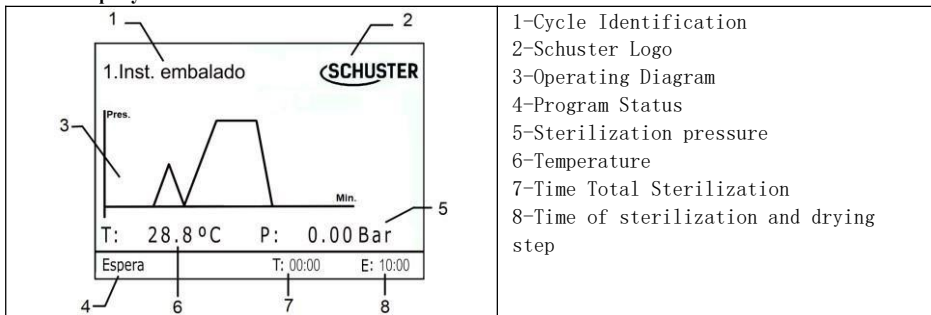 1
2
1.Inst. embalado
SCHUSTER
Pres.
3
Min.
5
T: 28.8ºC P: 0.00 Bar
Espera T: 00:00 E: 10:00
4
6
7
8
1-Cycle Identification
2-Schuster Logo
3-Operating Diagram
4-Program Status
5-Sterilization pressure
6-Temperature
7-Time Total Sterilization
8-Time of sterilization and drying
step